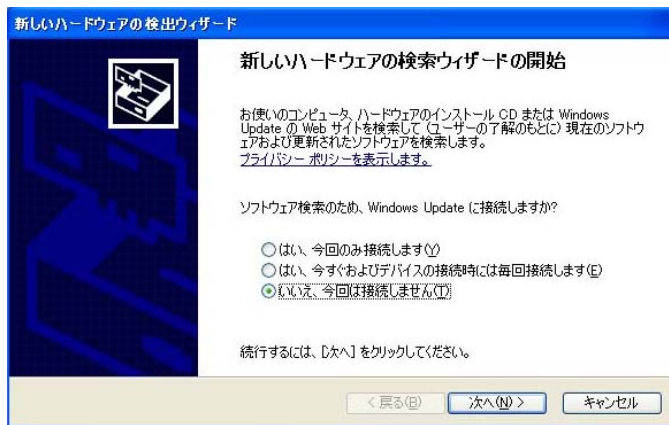 新しいハードウェアの検出ウィザード
新しいハードウェアの検索ウィザードの開始
お使いのコンピュータ、ハードウェアのインストール CD または Windows
Update の Web サイトを検索して (ユーザーの了解のもとに) 現在のソフトウ
ェアおよび更新されたソフトウェアを検索します。
プライバシー ポリシーを表示します。
ソフトウェア検索のため、Windows Update に接続しますか?
はい、今回のみ接続します(Y)
はい、今すぐおよびデバイスの接続時には毎回接続します(E)
いいえ、今回は接続しません(T)
続行するには、[次へ] をクリックしてください。
< 戻る(B) 次へ(N) > キャンセル